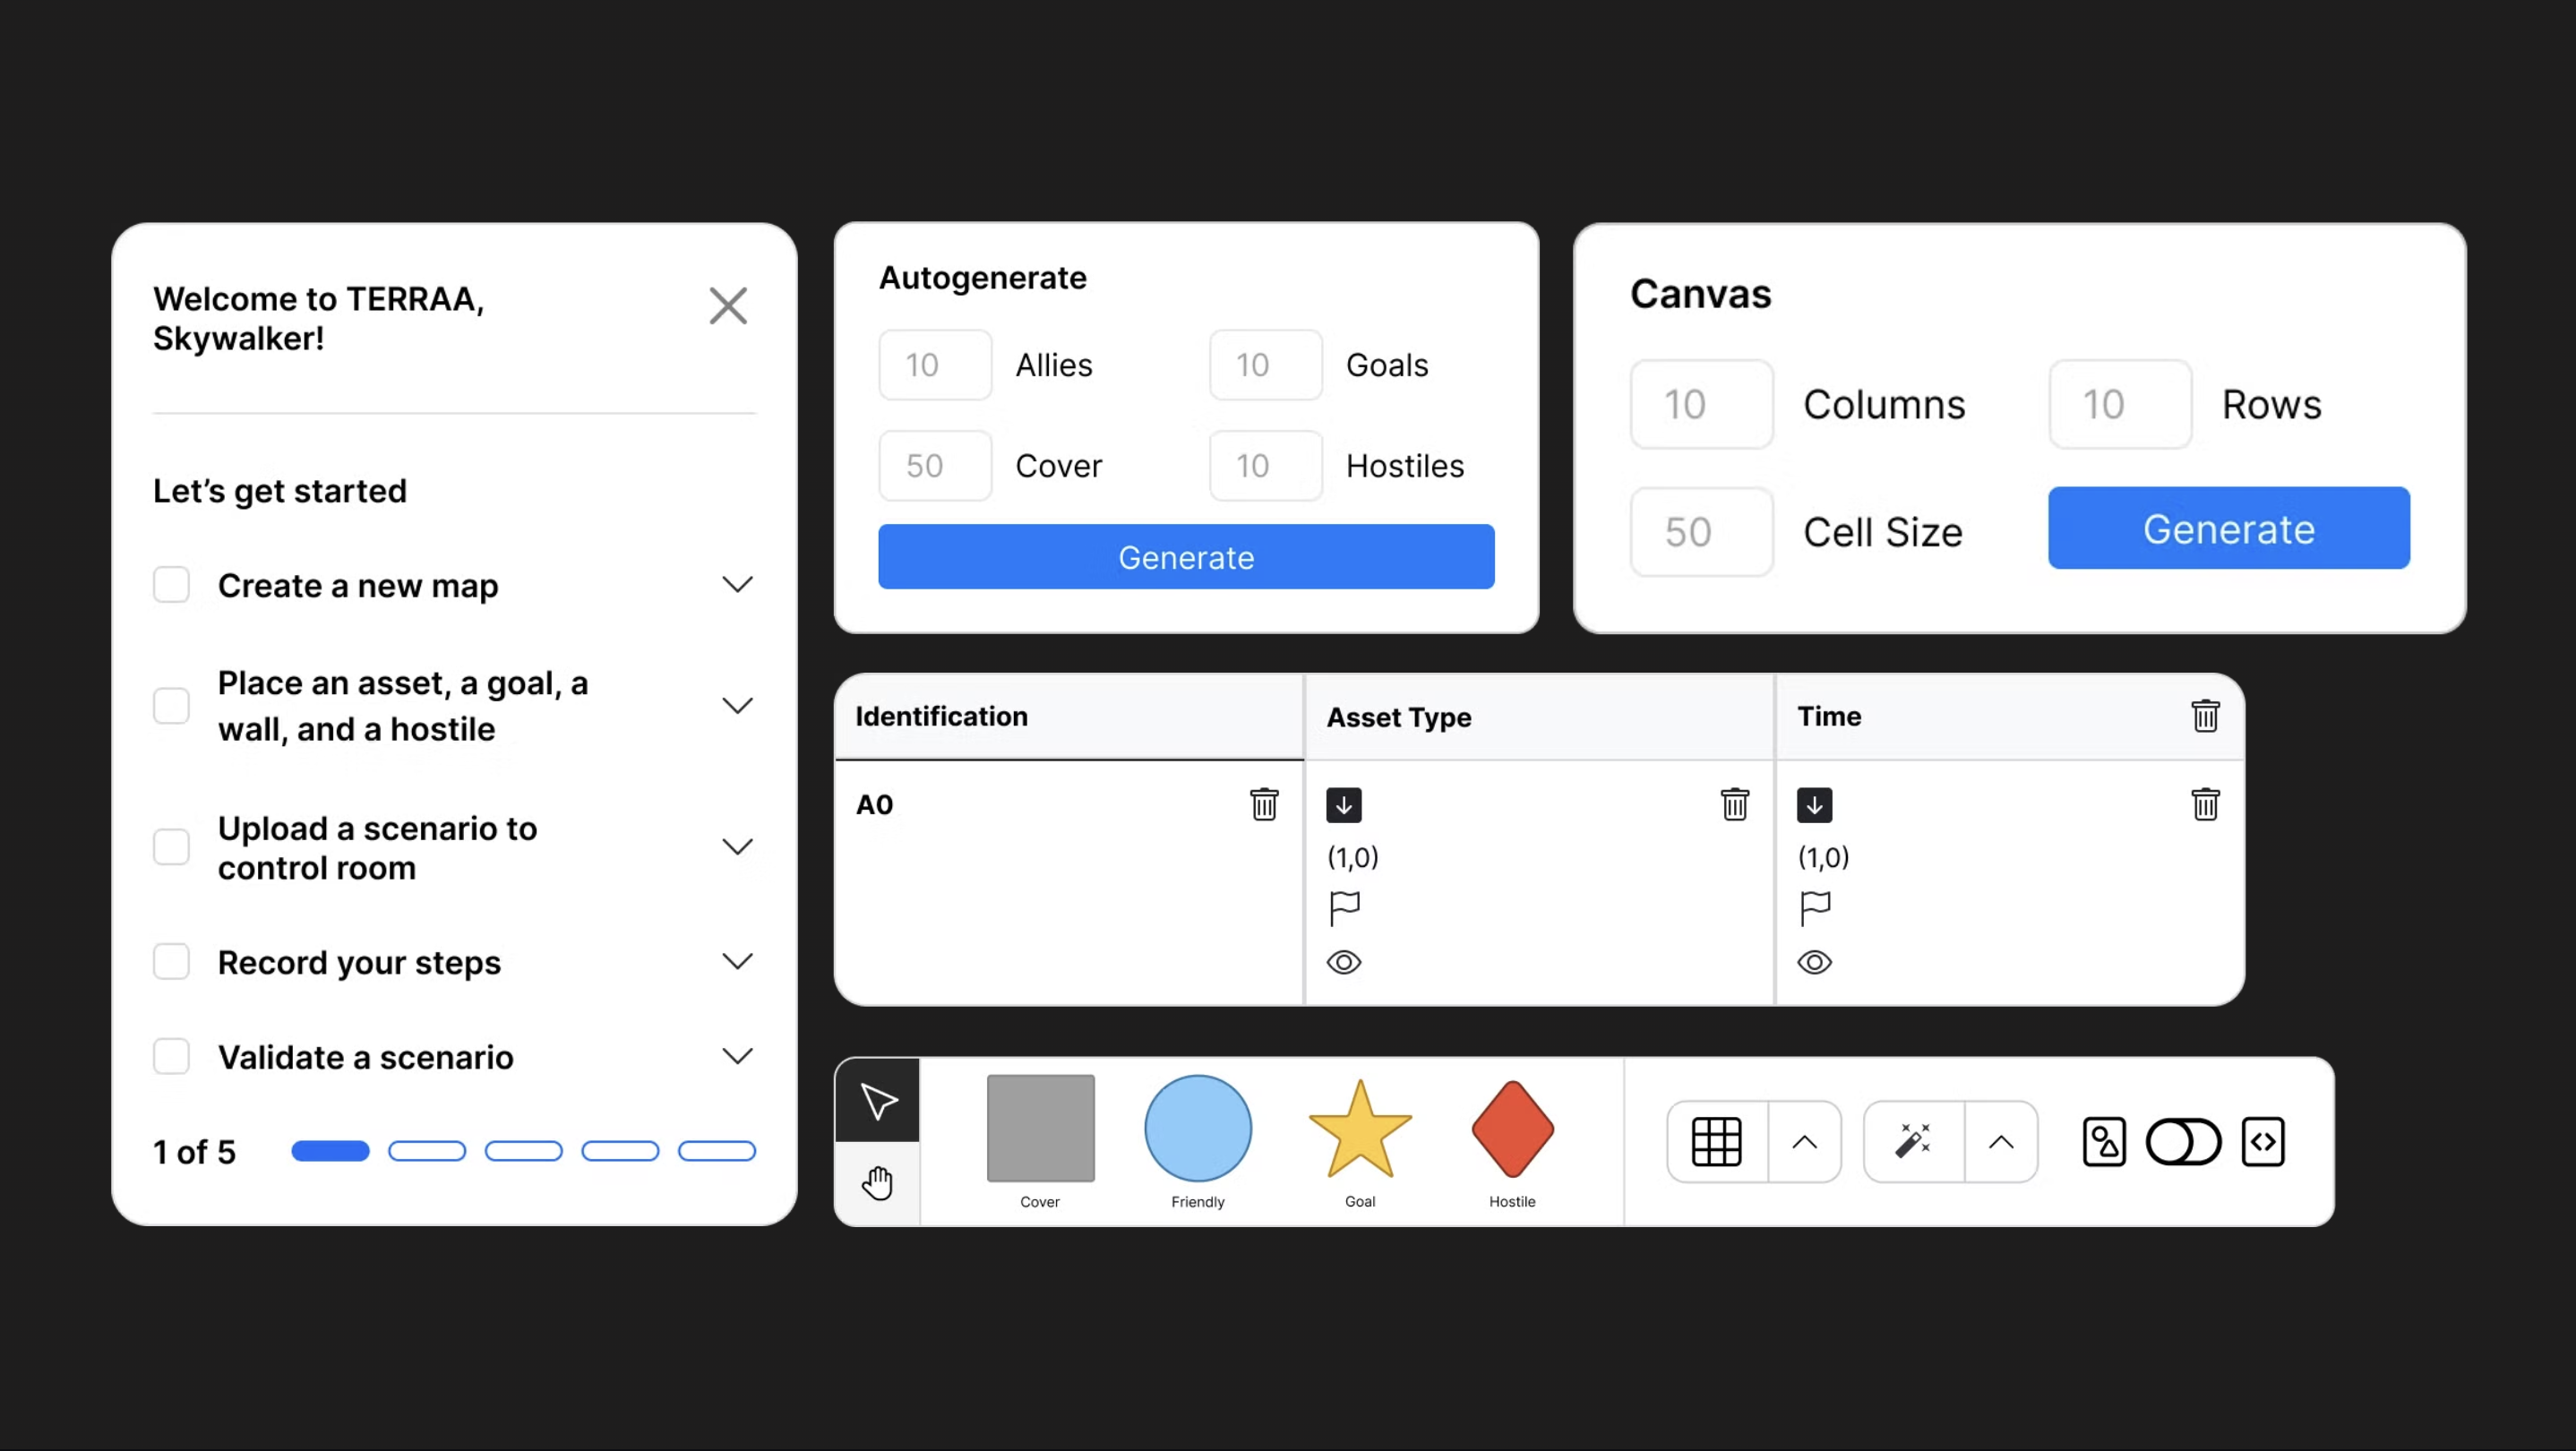 Welcome to TERRAA,
Skywalker!
Let’s get started
Create a new map
Place an asset, a goal, a
wall, and a hostile
Upload a scenario to
control room
Record your steps
Validate a scenario
1 of 5
Autogenerate
10 Allies 10 Goals
50 Cover 10 Hostiles
Generate
Canvas
10 Columns 10 Rows
50 Cell Size Generate
Identification Asset Type Time
A0
(1,0) (1,0)
Cover Friendly Goal Hostile